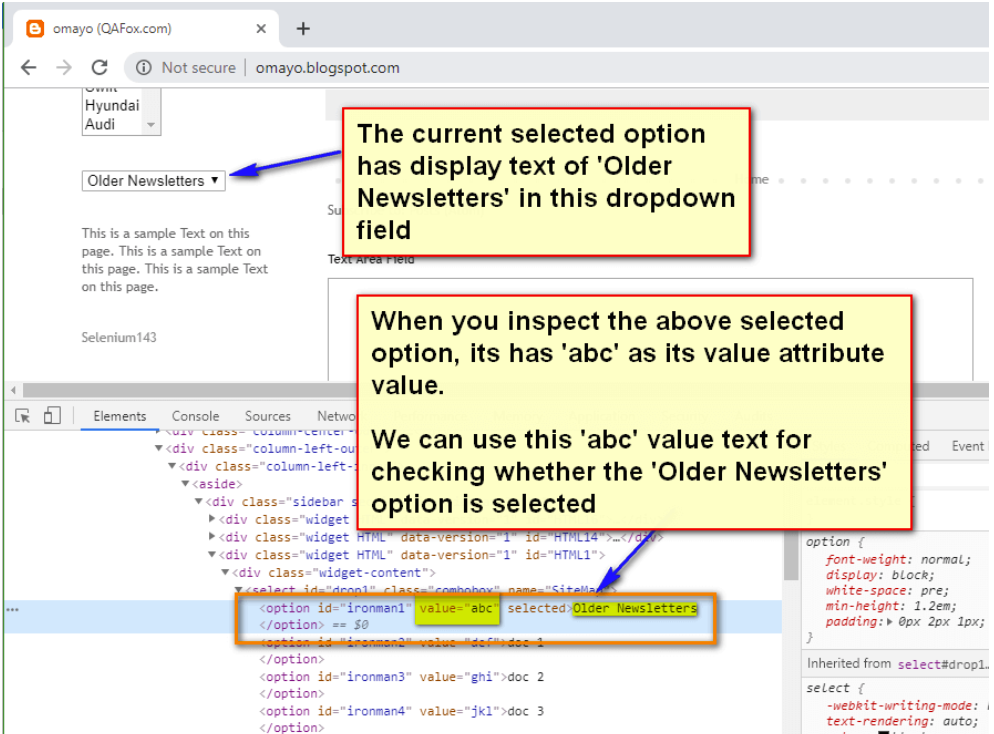 omayo (QAFox.com)
Not secure | omayo.blogspot.com
Swift
Hyundai
Audi
The current selected option
has display text of 'Older
Newsletters' in this dropdown
field
Older Newsletters
me
Su
This is a sample Text on this
page. This is a sample Text on
this page. This is a sample Text
on this page.
Text Area Field
Selenium143
When you inspect the above selected
option, its has 'abc' as its value attribute
value.
We can use this 'abc' value text for
checking whether the 'Older Newsletters'
option is selected
Elements Console Sources Netwo Event
<div class="column-center-
<div class="column-left-ou
<div class="column-left-i
<aside>
<div class="sidebar s
<div class="widget
<div class="widget HTML" data-version="1" id="HTML14">…</div>
<div class="widget HTML" data-version="1" id="HTML1">
<div class="widget-content">
<select id="drop1" class="combobox" name="SiteMap">
<option id="ironman1" value="abc" selected>Older Newsletters
</option> == $0
<option id="ironman2" value="def">doc 1
</option>
<option id="ironman3" value="ghi">doc 2
</option>
<option id="ironman4" value="jkl">doc 3
</option>
option {
font-weight: normal;
display: block;
white-space: pre;
min-height: 1.2em;
padding: 0px 2px 1px;
}
Inherited from select#drop1…
select {
-webkit-writing-mode:
text-rendering: auto;